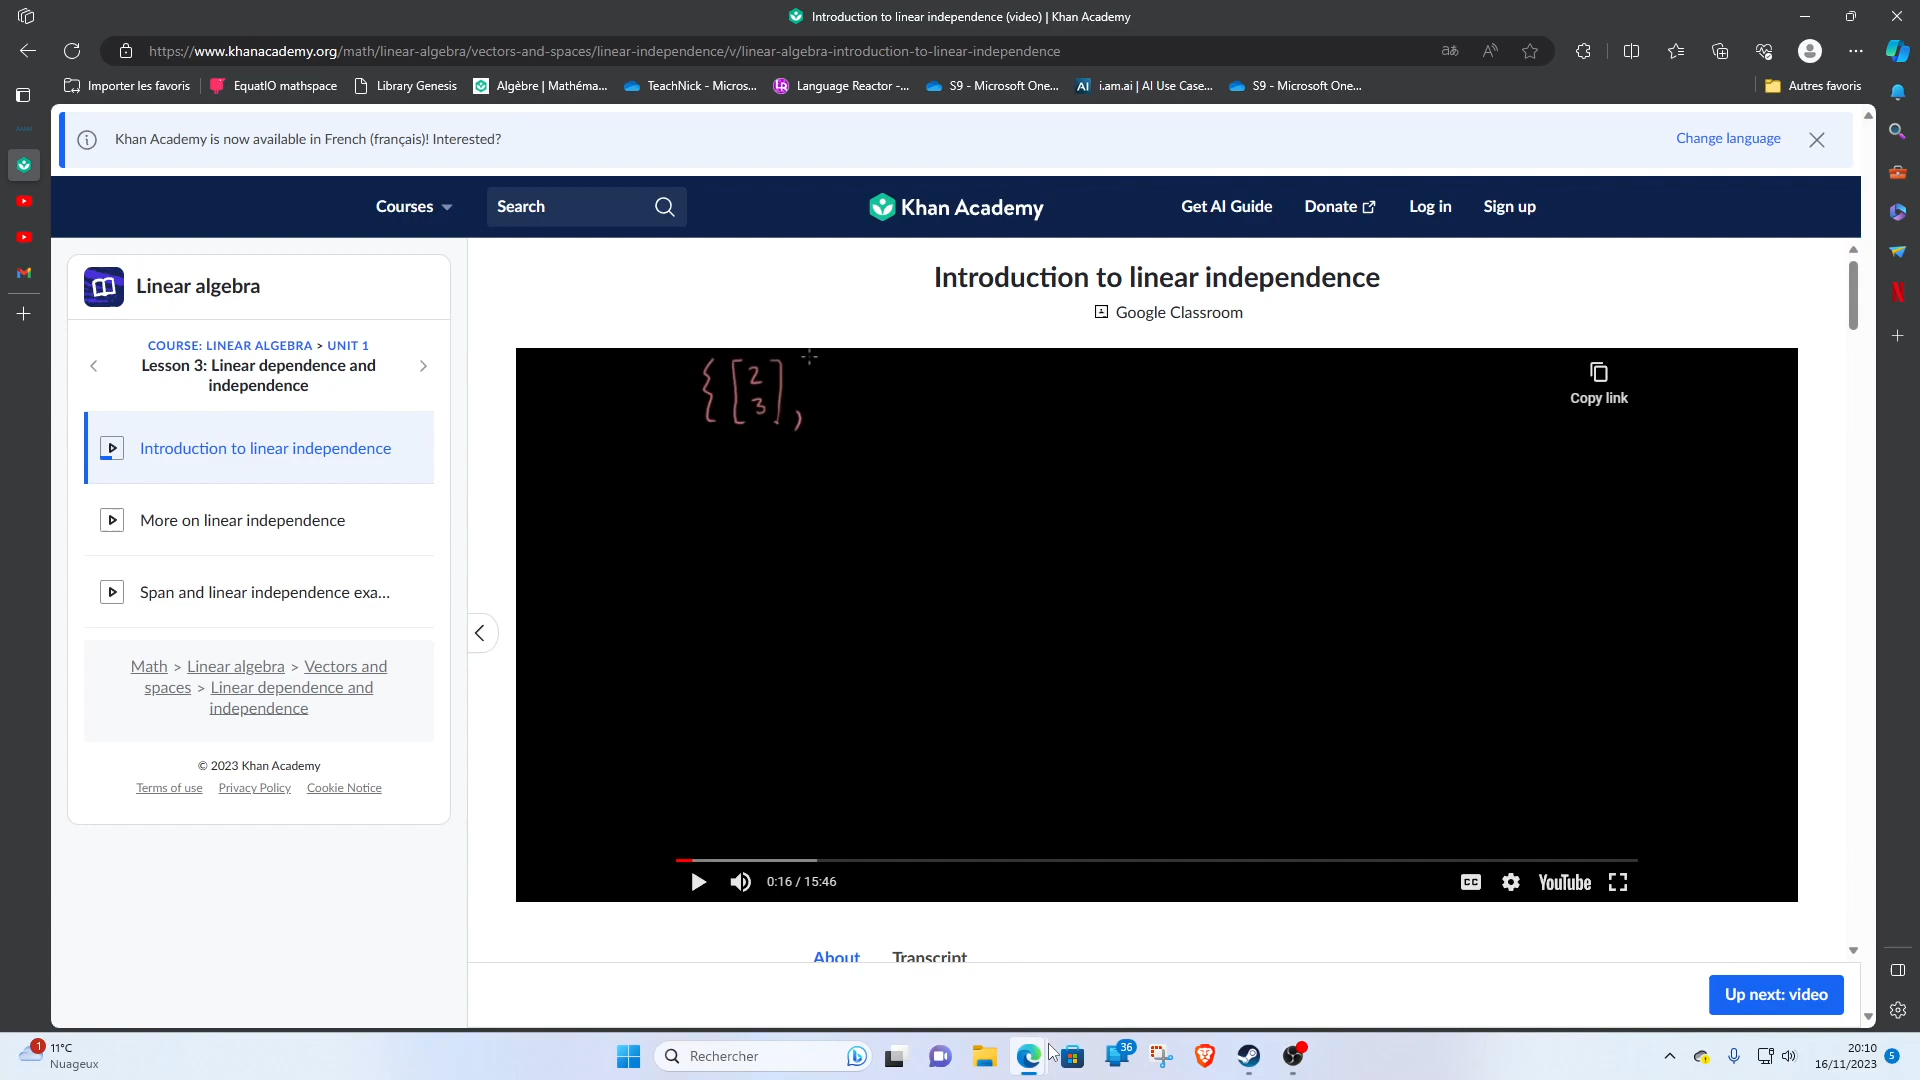 Introduction to linear independence (video) | Khan Academy
https://www.khanacademy.org/math/linear-algebra/vectors-and-spaces/linear-independence/v/linear-algebra-introduction-to-linear-independence
Importer les favoris
EquatIO mathspace
Library Genesis
Algèbre | Mathéma...
TeachNick - Micros...
Language Reactor -...
S9 - Microsoft One...
i.am.ai | AI Use Case...
S9 - Microsoft One...
Autres favoris
Khan Academy is now available in French (français)! Interested?
Change language
Courses
Search
Khan Academy
Get AI Guide
Donate
Log in
Sign up
Linear algebra
COURSE: LINEAR ALGEBRA > UNIT 1
Lesson 3: Linear dependence and
independence
Introduction to linear independence
More on linear independence
Span and linear independence exa...
Math > Linear algebra > Vectors and
spaces > Linear dependence and
independence
© 2023 Khan Academy
Terms of use Privacy Policy Cookie Notice
Introduction to linear independence
Google Classroom
{ [ 2
3 ] ,
Copy link
0:16 / 15:46
CC
YouTube
About
Transcript
Up next: video
1
11°C
Nuageux
Rechercher
36
20:10
16/11/2023
5